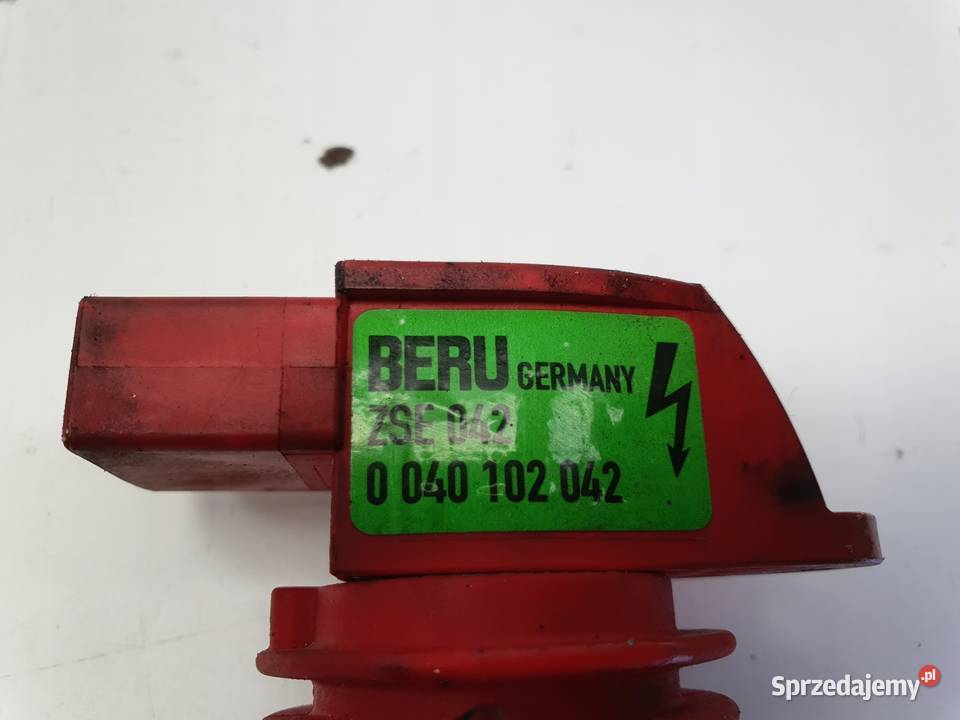 BERU GERMANY
ZSE 042
0 040 102 042
Sprzedajemy.pl